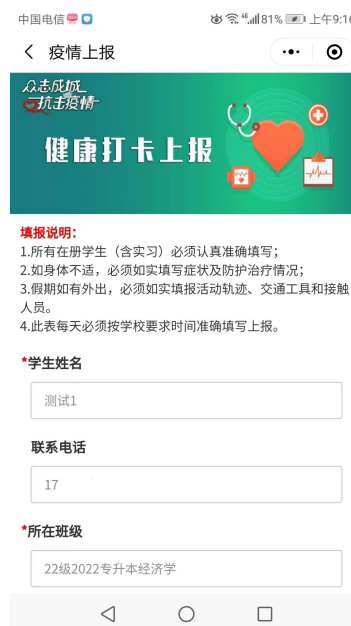 中国电信
81%
上午9:16
疫情上报
众志成城
抗击疫情
健康打卡上报
填报说明:
1.所有在册学生（含实习）必须认真准确填写；
2.如身体不适，必须如实填写症状及防护治疗情况；
3.假期如有外出，必须如实填报活动轨迹、交通工具和接触
人员。
4.此表每天必须按学校要求时间准确填写上报。
*学生姓名
测试1
联系电话
17
*所在班级
22级2022专升本经济学